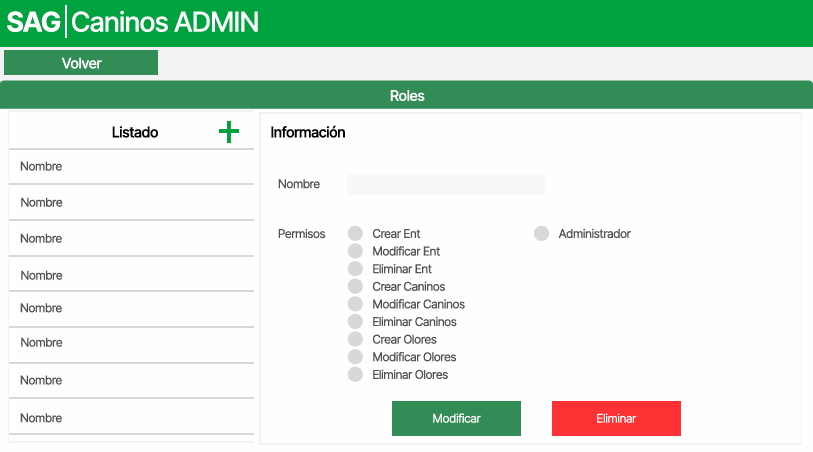 SAG|Caninos ADMIN
Volver
Roles
Listado
Nombre
Nombre
Nombre
Nombre
Nombre
Nombre
Nombre
Nombre
Información
Nombre
Permisos
Crear Ent
Modificar Ent
Eliminar Ent
Crear Caninos
Modificar Caninos
Eliminar Caninos
Crear Olores
Modificar Olores
Eliminar Olores
Administrador
Modificar
Eliminar